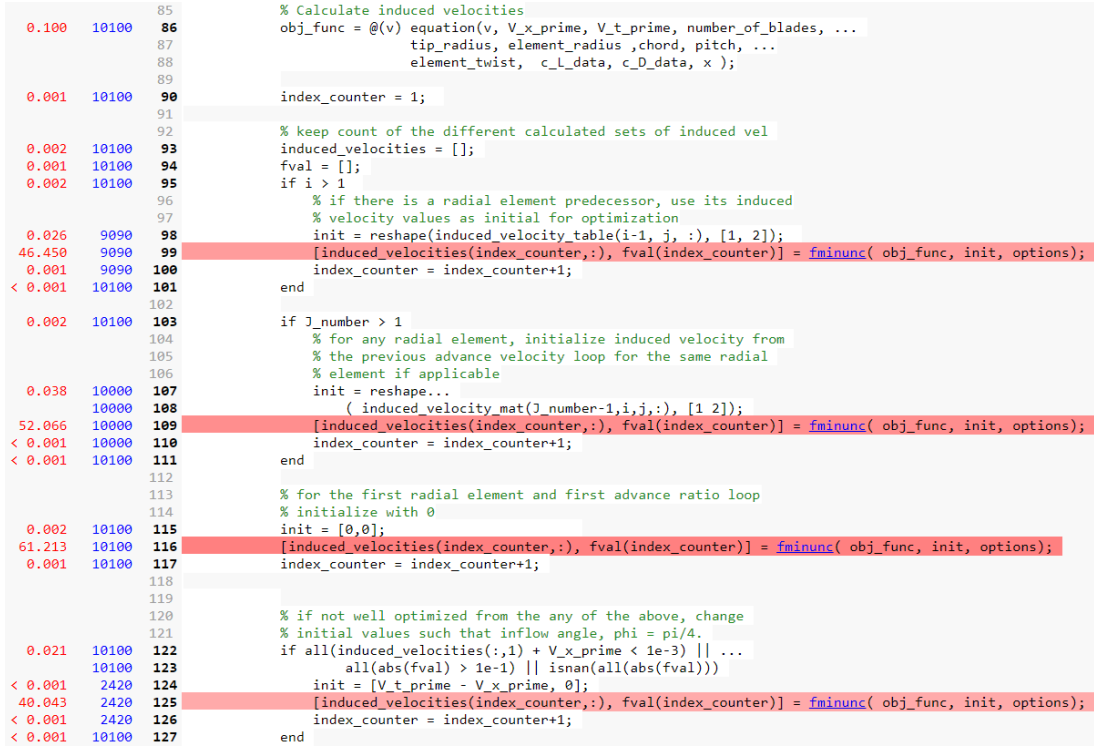 85 % Calculate induced velocities
0.100 10100 86 obj_func = @(v) equation(v, V_x_prime, V_t_prime, number_of_blades, ...
87 tip_radius, element_radius ,chord, pitch, ...
88 element_twist, c_L_data, c_D_data, x );
89
0.001 10100 90 index_counter = 1;
91
92 % keep count of the different calculated sets of induced vel
0.002 10100 93 induced_velocities = [];
0.001 10100 94 fval = [];
0.002 10100 95 if i > 1
96 % if there is a radial element predecessor, use its induced
97 % velocity values as initial for optimization
0.026 9090 98 init = reshape(induced_velocity_table(i-1, j, :), [1, 2]);
46.450 9090 99 [induced_velocities(index_counter,:), fval(index_counter)] = fminunc( obj_func, init, options);
0.001 9090 100 index_counter = index_counter+1;
< 0.001 10100 101 end
102
0.002 10100 103 if J_number > 1
104 % for any radial element, initialize induced velocity from
105 % the previous advance velocity loop for the same radial
106 % element if applicable
0.038 10000 107 init = reshape...
10000 108 ( induced_velocity_mat(J_number-1,i,j,:), [1 2]);
52.066 10000 109 [induced_velocities(index_counter,:), fval(index_counter)] = fminunc( obj_func, init, options);
< 0.001 10000 110 index_counter = index_counter+1;
< 0.001 10100 111 end
112
113 % for the first radial element and first advance ratio loop
114 % initialize with 0
0.002 10100 115 init = [0,0];
61.213 10100 116 [induced_velocities(index_counter,:), fval(index_counter)] = fminunc( obj_func, init, options);
0.001 10100 117 index_counter = index_counter+1;
118
119
120 % if not well optimized from the any of the above, change
121 % initial values such that inflow angle, phi = pi/4.
0.021 10100 122 if all(induced_velocities(:,1) + V_x_prime < 1e-3) || ...
10100 123 all(abs(fval) > 1e-1) || isnan(all(abs(fval)))
< 0.001 2420 124 init = [V_t_prime - V_x_prime, 0];
40.043 2420 125 [induced_velocities(index_counter,:), fval(index_counter)] = fminunc( obj_func, init, options);
< 0.001 2420 126 index_counter = index_counter+1;
< 0.001 10100 127 end